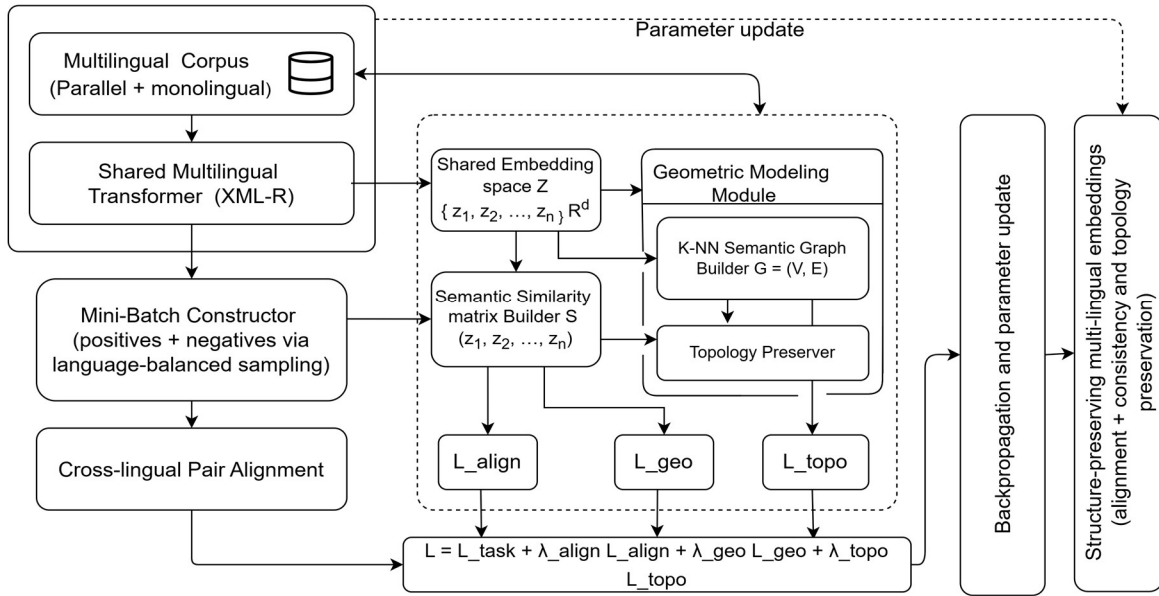 Parameter update
Multilingual Corpus
(Parallel + monolingual)
Shared Multilingual
Transformer (XML-R)
Mini-Batch Constructor
(positives + negatives via
language-balanced sampling)
Cross-lingual Pair Alignment
Shared Embedding
space Z
{ z₁, z₂, ..., zₙ } Rᵈ
Semantic Similarity
matrix Builder S
(z₁, z₂, ..., zₙ)
Geometric Modeling
Module
K-NN Semantic Graph
Builder G = (V, E)
Topology Preserver
L_align
L_geo
L_topo
L = L_task + λ_align L_align + λ_geo L_geo + λ_topo
L_topo
Backpropagation and parameter update
Structure-preserving multi-lingual embeddings
(alignment + consistency and topology
preservation)